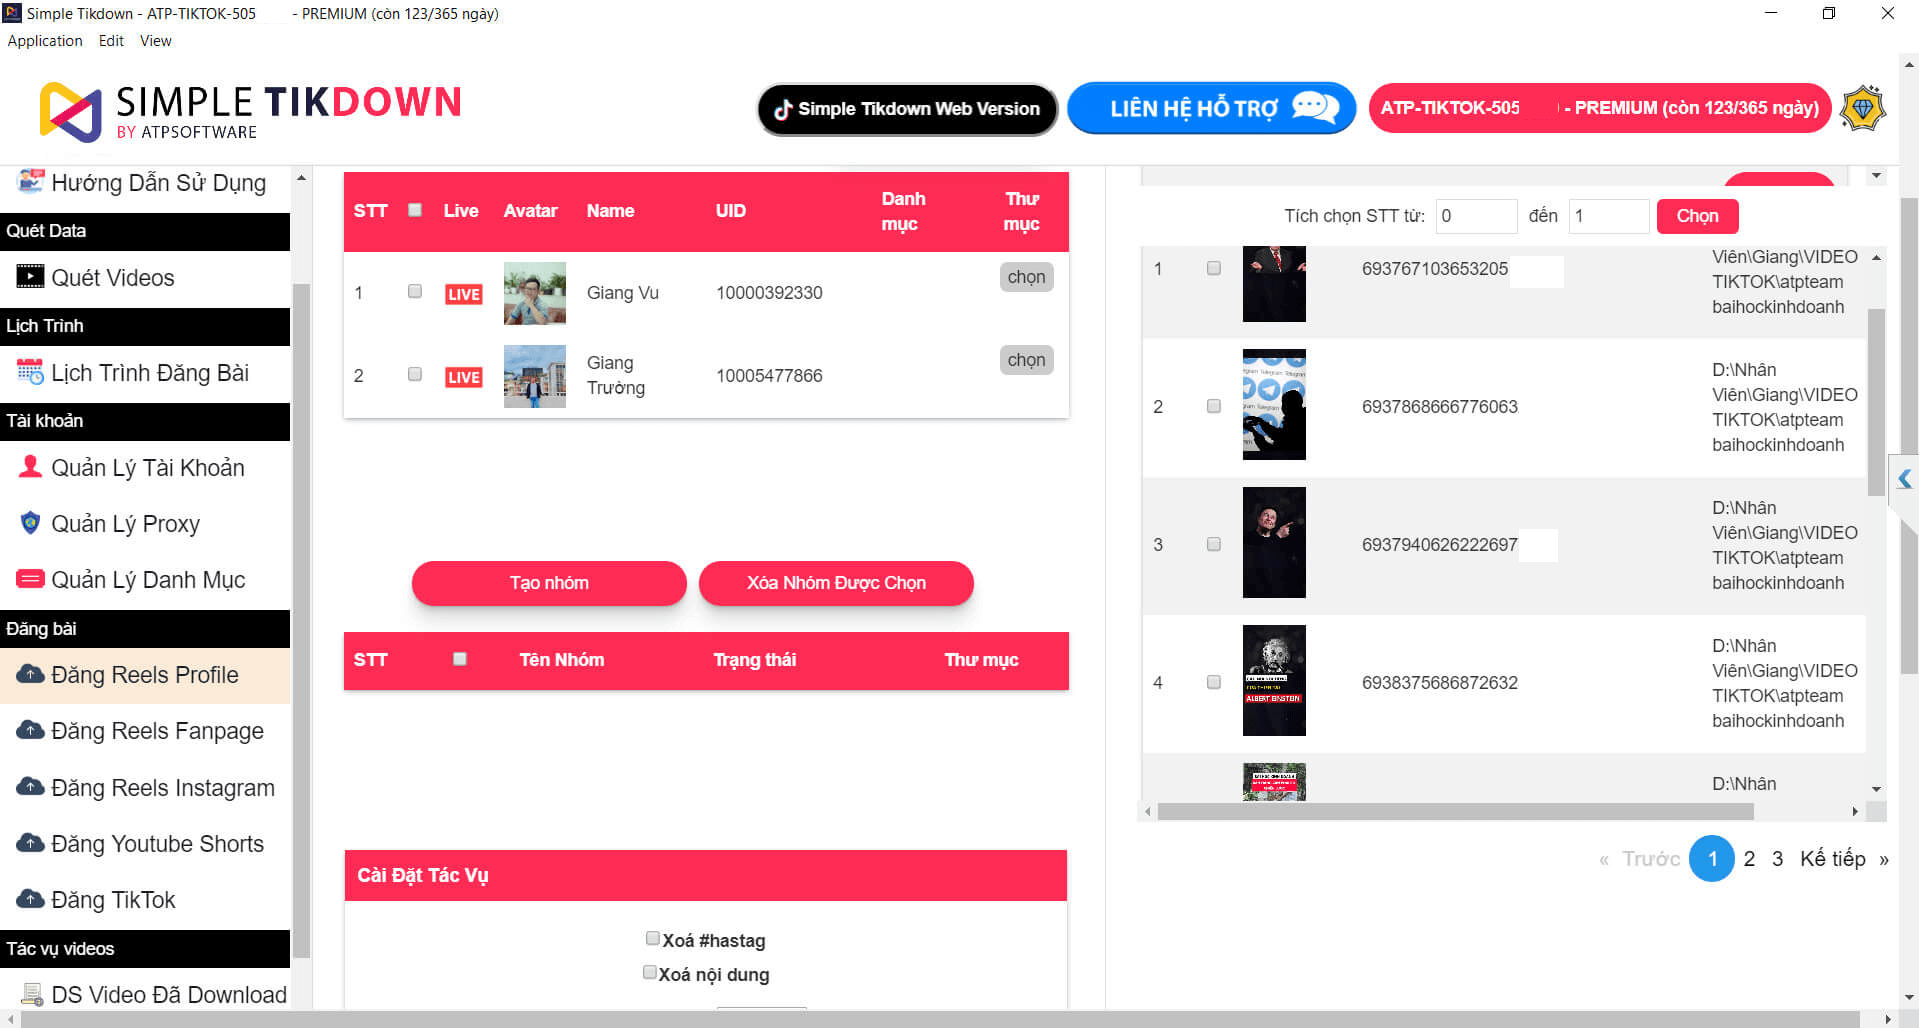 Simple Tikdown - ATP-TIKTOK-505 - PREMIUM (còn 123/365 ngày)
Application Edit View
SIMPLE TIKDOWN
BY ATPSOFTWARE
Simple Tikdown Web Version
LIÊN HỆ HỖ TRỢ
ATP-TIKTOK-505 - PREMIUM (còn 123/365 ngày)
Hướng Dẫn Sử Dụng
Quét Data
Quét Videos
Lịch Trình
Lịch Trình Đăng Bài
Tài khoản
Quản Lý Tài Khoản
Quản Lý Proxy
Quản Lý Danh Mục
Đăng bài
Đăng Reels Profile
Đăng Reels Fanpage
Đăng Reels Instagram
Đăng Youtube Shorts
Đăng TikTok
Tác vụ videos
DS Video Đã Download
STT Live Avatar Name UID Danh mục Thư mục
1 LIVE Giang Vu 10000392330 chọn
2 LIVE Giang Trường 10005477866 chọn
Tạo nhóm Xóa Nhóm Được Chọn
STT Tên Nhóm Trạng thái Thư mục
Cài Đặt Tác Vụ
Xoá #hastag
Xoá nội dung
Tích chọn STT từ: 0 đến 1 Chọn
1 693767103653205
Viên\Giang\VIDEO
TIKTOK\atpteam
baihockinhdoanh
2 6937868666776063
D:\Nhân
Viên\Giang\VIDEO
TIKTOK\atpteam
baihockinhdoanh
Telegram Telegram
3 6937940626222697
D:\Nhân
Viên\Giang\VIDEO
TIKTOK\atpteam
baihockinhdoanh
4 6938375686872632
D:\Nhân
Viên\Giang\VIDEO
TIKTOK\atpteam
baihockinhdoanh
ALBERT EINSTEIN
D:\Nhân
« Trước 1 2 3 Kế tiếp »